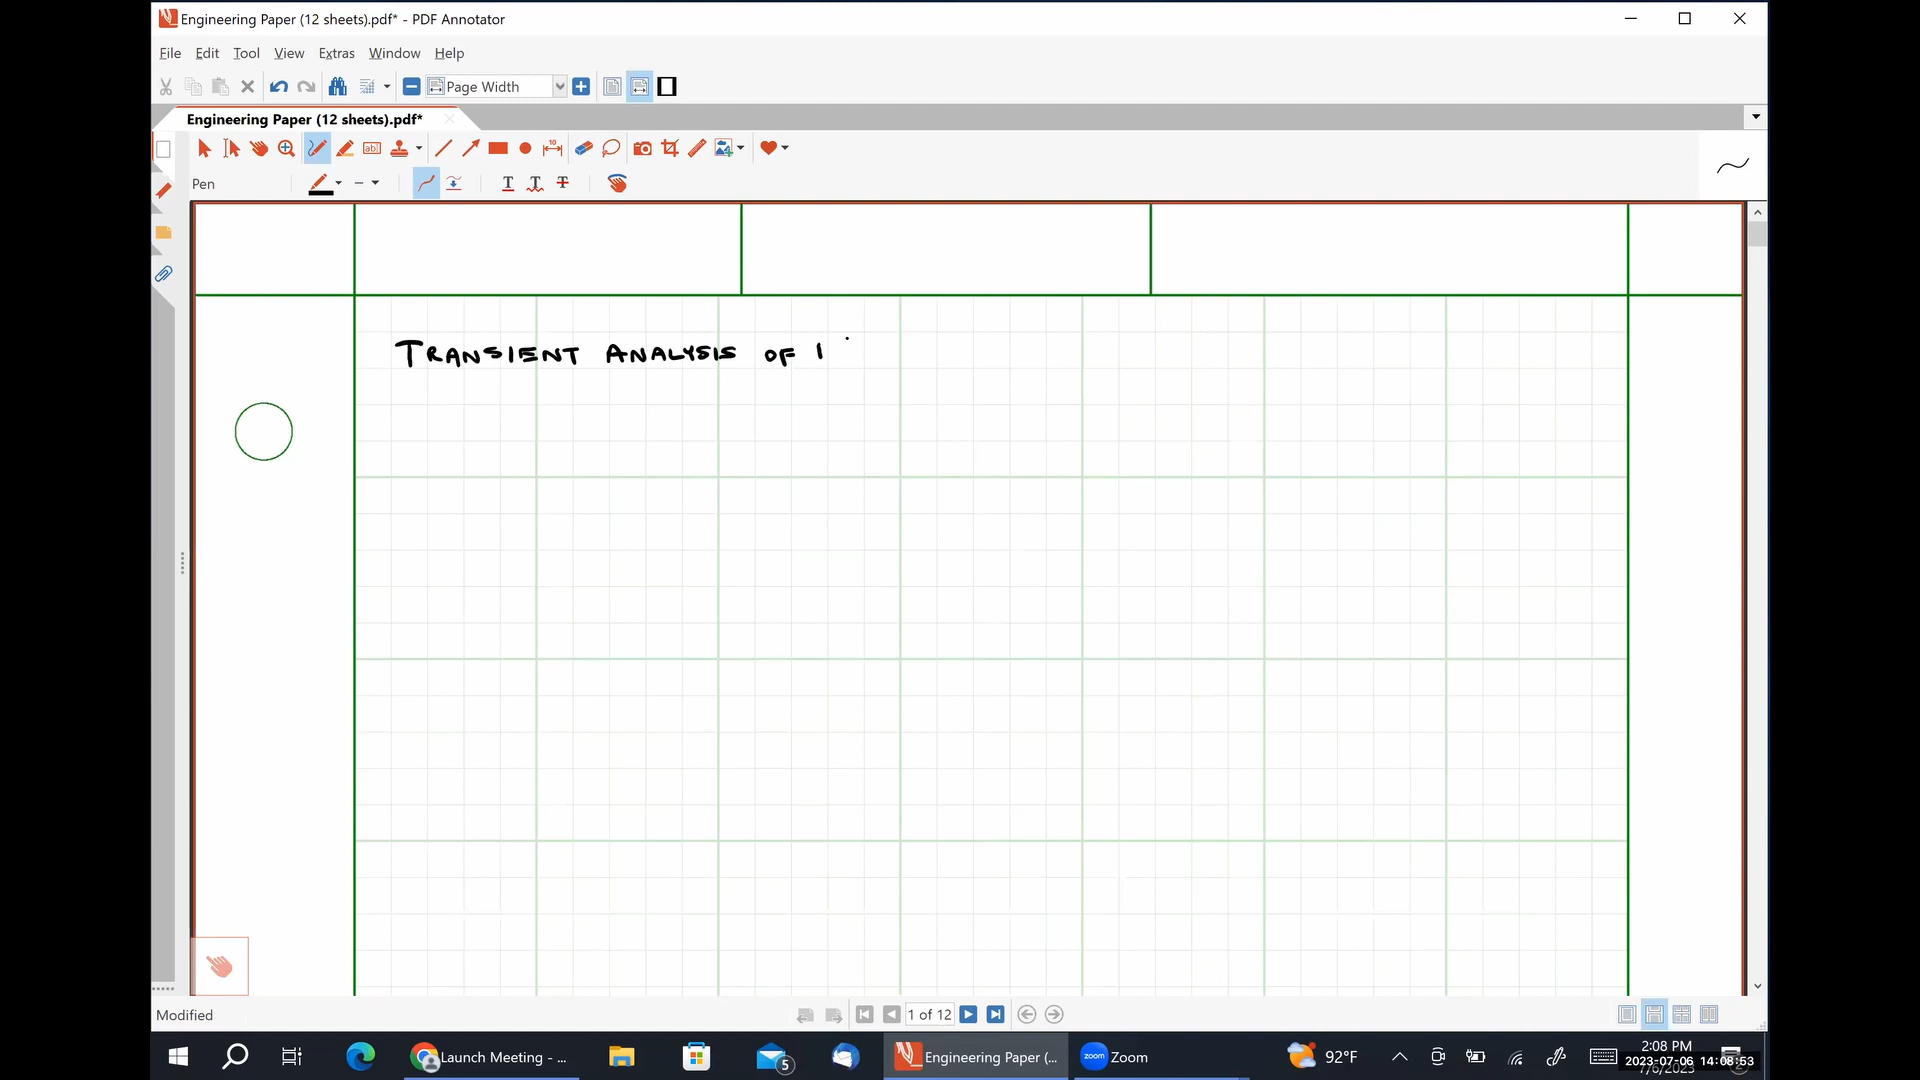 Engineering Paper (12 sheets).pdf* - PDF Annotator
File Edit Tool View Extras Window Help
Page Width
Engineering Paper (12 sheets).pdf*
Pen
TRANSIENT ANALYSIS OF I
Modified
1 of 12
Launch Meeting - ...
5
Engineering Paper (...
zoom
Zoom
92°F
2:08 PM
2023-07-06 14:08:53